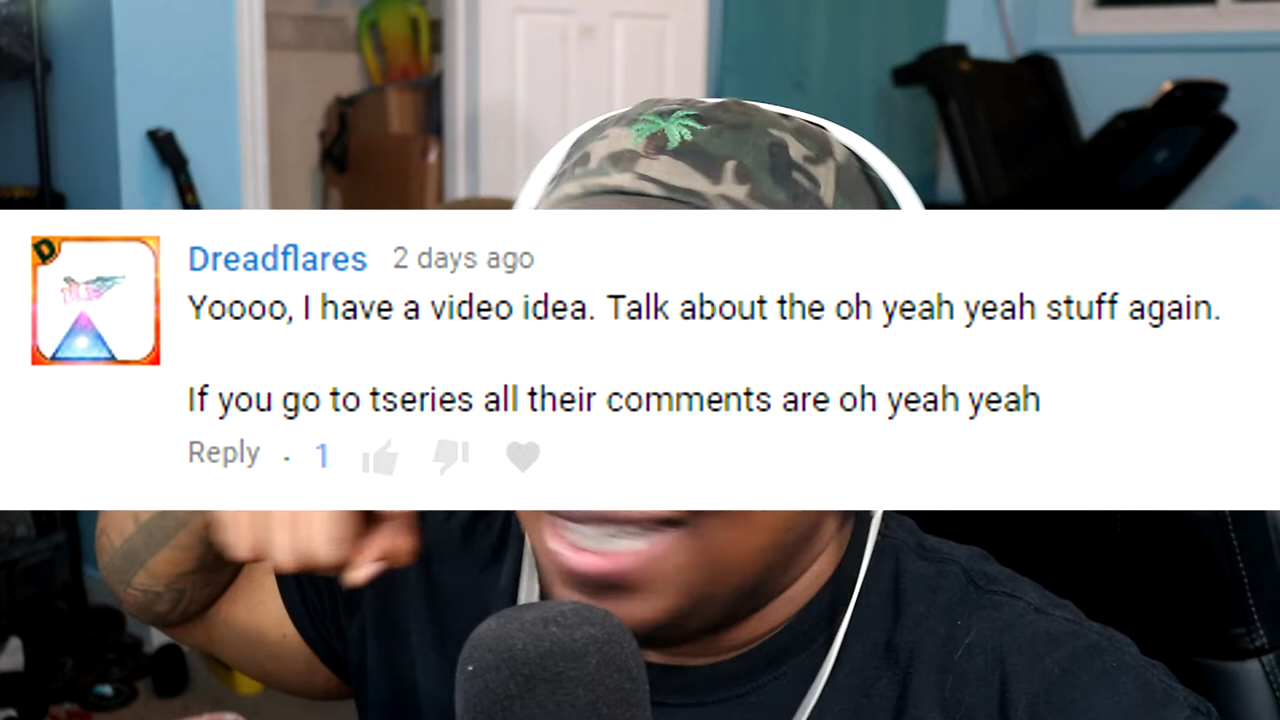 D
Dreadflares 2 days ago
Yoooo, I have a video idea. Talk about the oh yeah yeah stuff again.
If you go to tseries all their comments are oh yeah yeah
Reply . 1